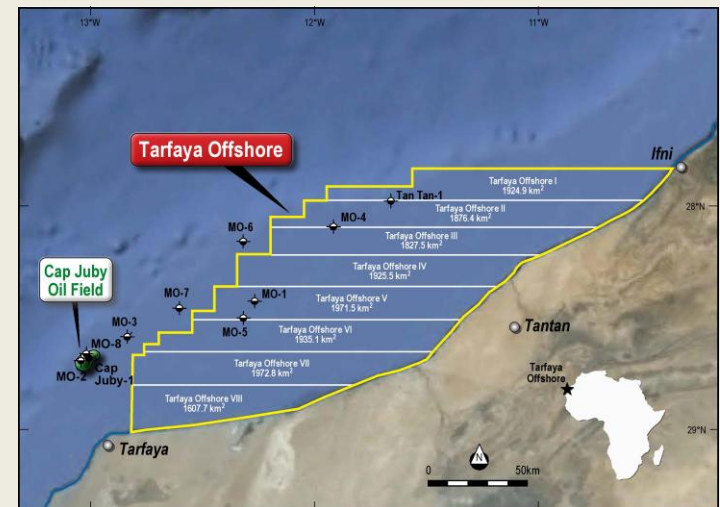 13°W
12°W
11°W
Tarfaya Offshore
Ifni
Tarfaya Offshore I
1924.9 km²
Tan Tan-1
28°N
Tarfaya Offshore II
1876.4 km²
MO-4
MO-6
Tarfaya Offshore III
1827.5 km²
Cap Juby
Oil Field
Tarfaya Offshore IV
1925.5 km²
MO-7
MO-1
Tarfaya Offshore V
1971.5 km²
MO-5
Tantan
MO-3
Tarfaya Offshore VI
1935.1 km²
MO-8
MO-2
Cap
Juby-1
Tarfaya Offshore VII
1972.8 km²
Tarfaya
Offshore
Tarfaya Offshore VIII
1607.7 km²
29°N
Tarfaya
N
0
50km